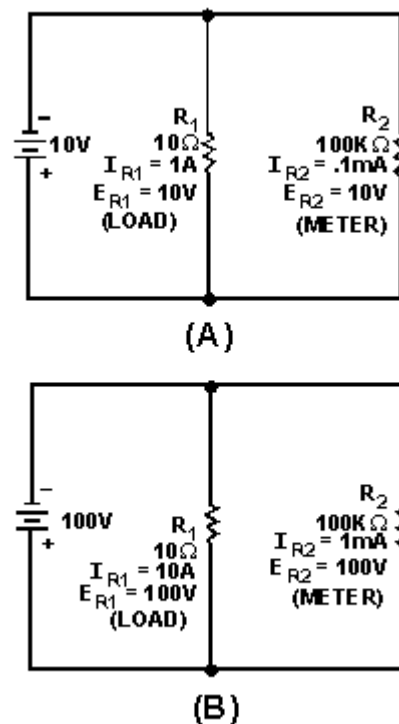 −
10V
+
R1
10Ω
IR1 = 1A
ER1 = 10V
(LOAD)
R2
100KΩ
IR2 = .1mA
ER2 = 10V
(METER)
(A)
−
100V
+
R1
10Ω
IR1 = 10A
ER1 = 100V
(LOAD)
R2
100KΩ
IR2 = 1mA
ER2 = 100V
(METER)
(B)